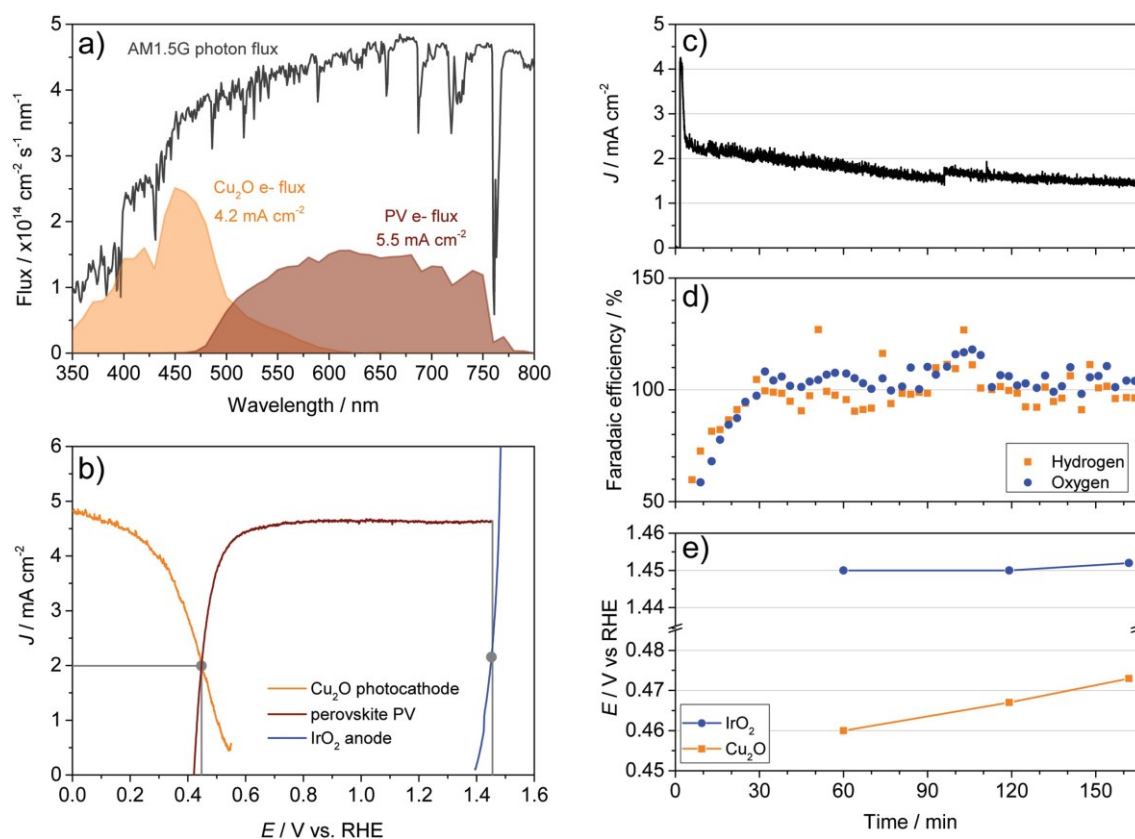 a)
AM1.5G photon flux
Cu₂O e- flux
4.2 mA cm⁻²
PV e- flux
5.5 mA cm⁻²
Flux / x10¹⁴ cm⁻² s⁻¹ nm⁻¹
5
4
3
2
1
0
350 400 450 500 550 600 650 700 750 800
Wavelength / nm
b)
J / mA cm⁻²
6
5
4
3
2
1
0
Cu₂O photocathode
perovskite PV
IrO₂ anode
0.0 0.2 0.4 0.6 0.8 1.0 1.2 1.4 1.6
E / V vs. RHE
c)
J / mA cm⁻²
5
4
3
2
1
0
d)
Faradaic efficiency / %
150
100
50
Hydrogen
Oxygen
e)
E / V vs RHE
1.46
1.45
1.44
0.48
0.47
0.46
0.45
IrO₂
Cu₂O
0 30 60 90 120 150
Time / min